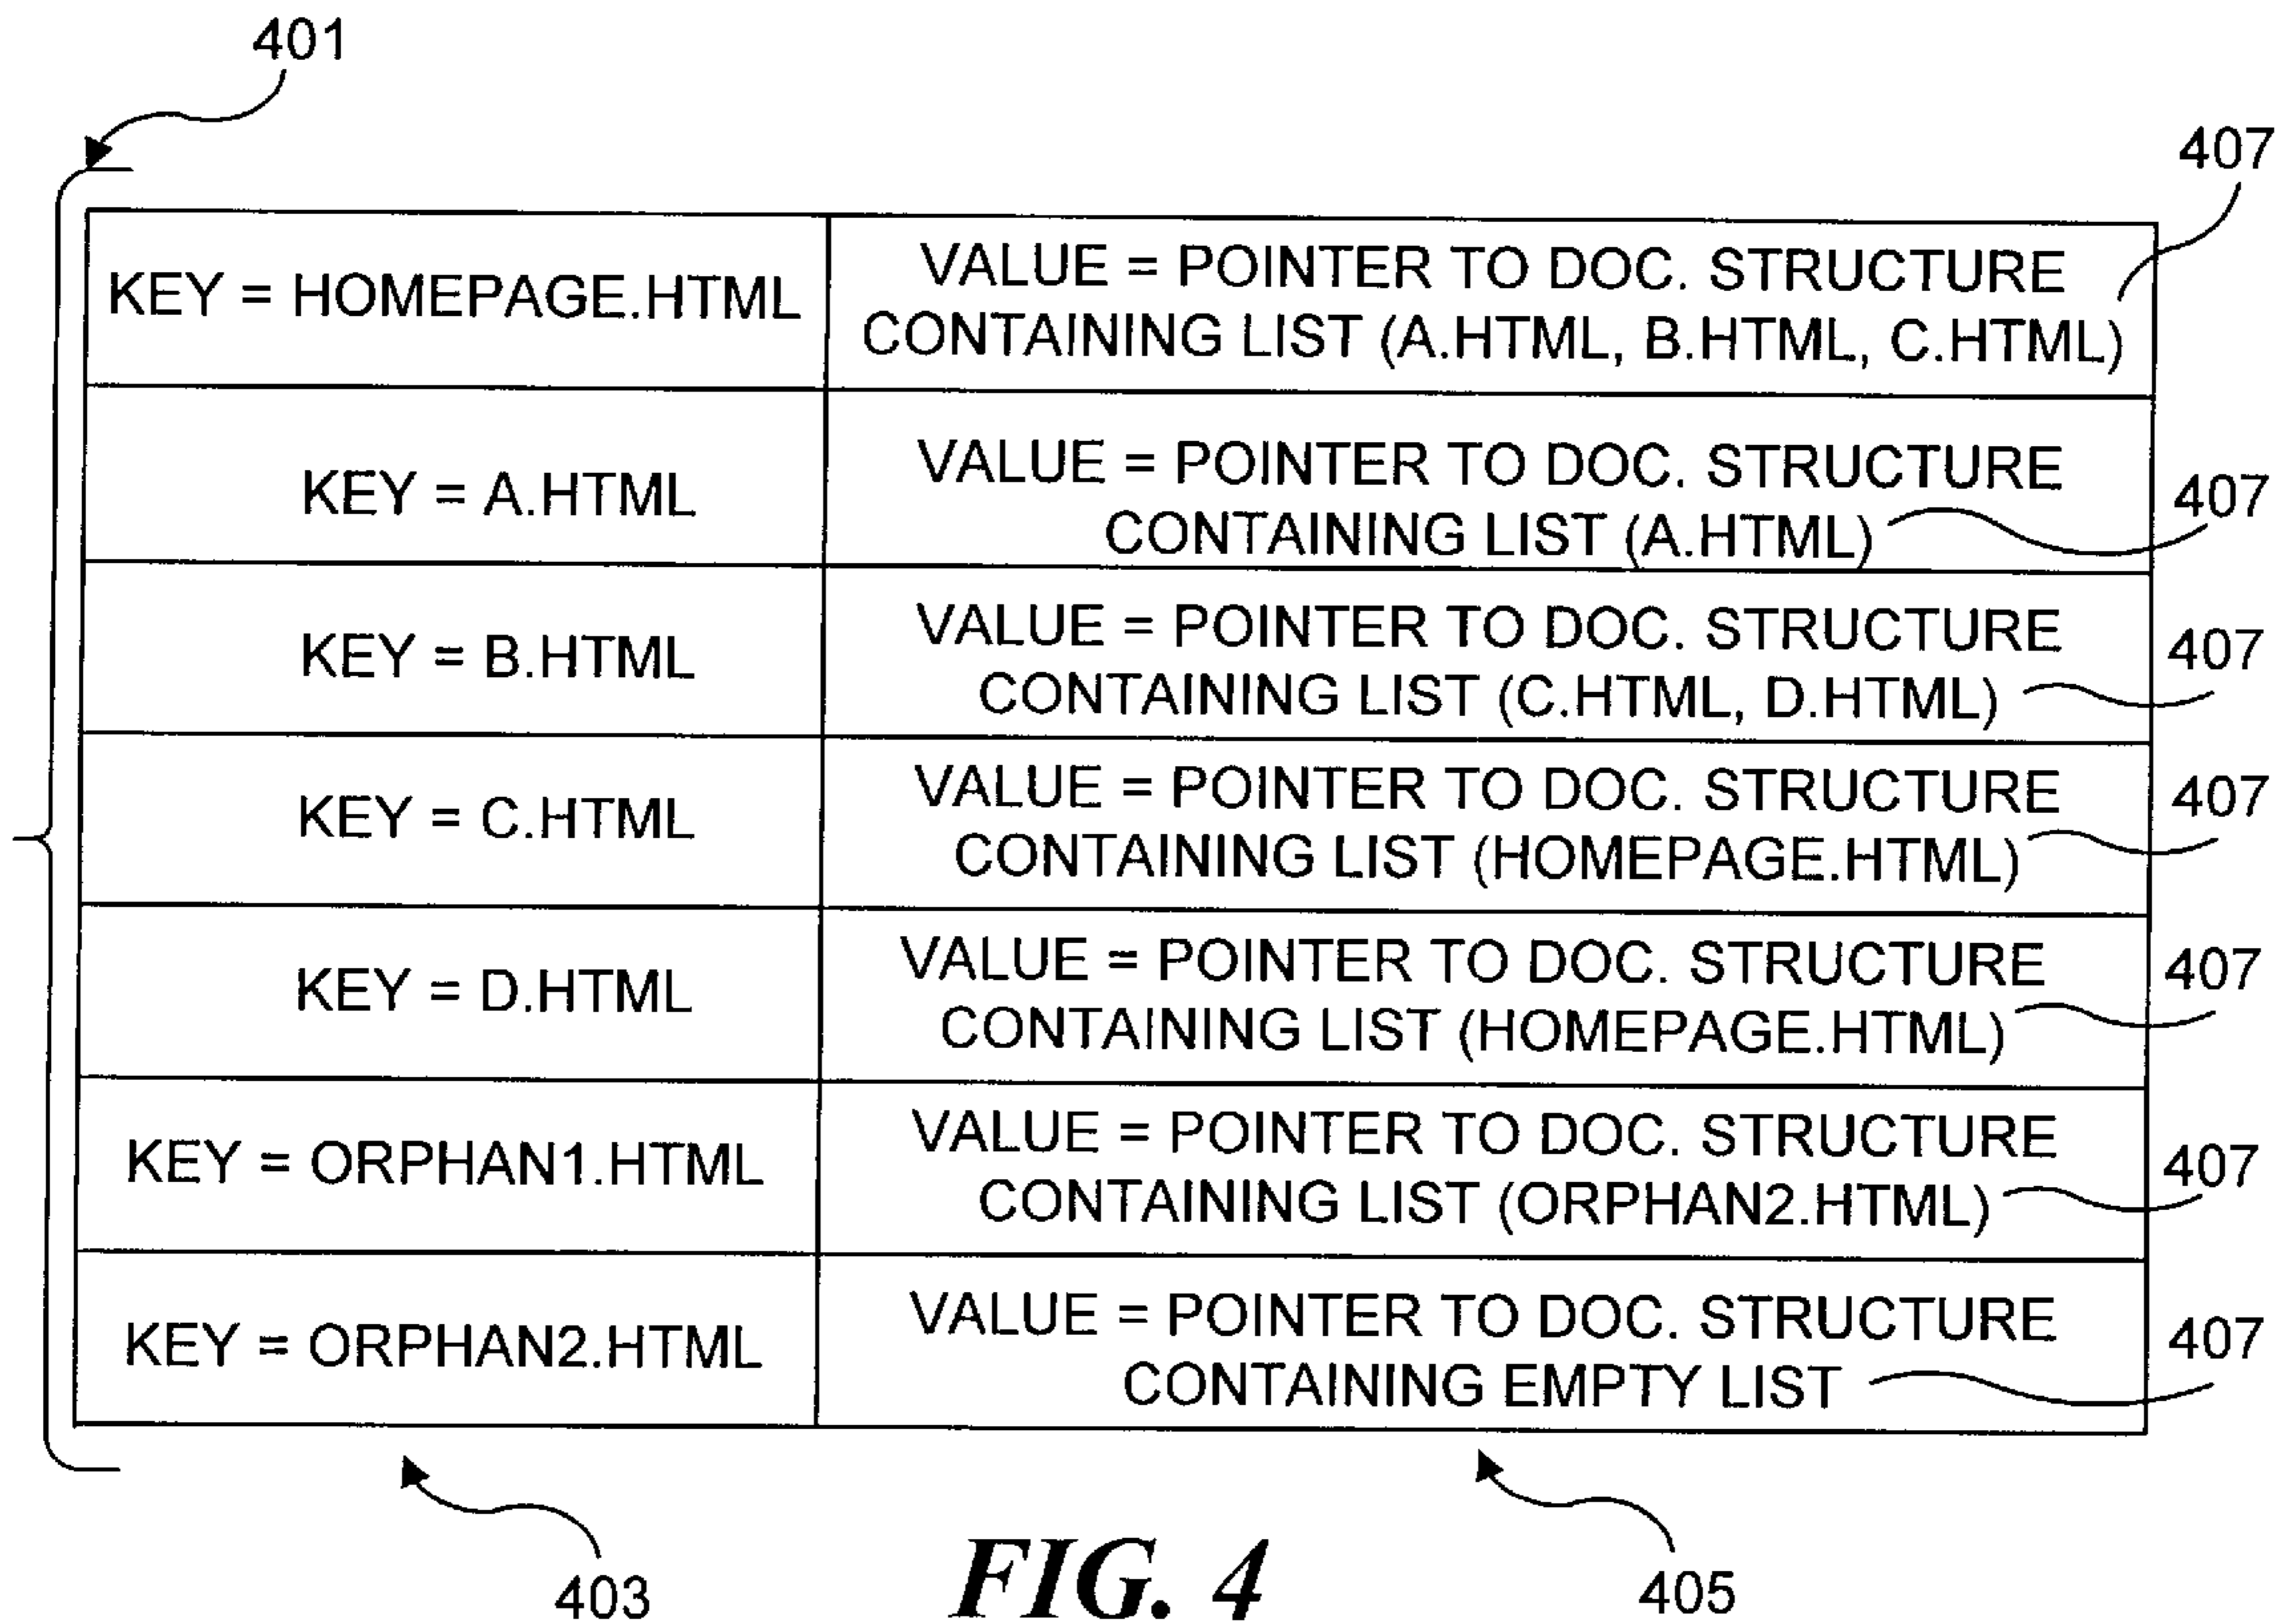 401
407
KEY = HOMEPAGE.HTML
VALUE = POINTER TO DOC. STRUCTURE
CONTAINING LIST (A.HTML, B.HTML, C.HTML)
KEY = A.HTML
VALUE = POINTER TO DOC. STRUCTURE
CONTAINING LIST (A.HTML)
407
KEY = B.HTML
VALUE = POINTER TO DOC. STRUCTURE
CONTAINING LIST (C.HTML, D.HTML)
407
KEY = C.HTML
VALUE = POINTER TO DOC. STRUCTURE
CONTAINING LIST (HOMEPAGE.HTML)
407
KEY = D.HTML
VALUE = POINTER TO DOC. STRUCTURE
CONTAINING LIST (HOMEPAGE.HTML)
407
KEY = ORPHAN1.HTML
VALUE = POINTER TO DOC. STRUCTURE
CONTAINING LIST (ORPHAN2.HTML)
407
KEY = ORPHAN2.HTML
VALUE = POINTER TO DOC. STRUCTURE
CONTAINING EMPTY LIST
407
403
FIG. 4
405